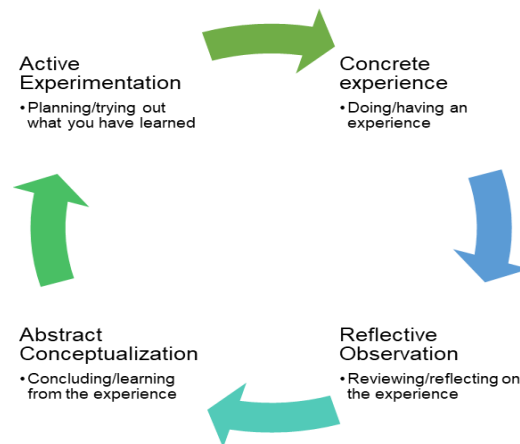 Active
Experimentation
•Planning/trying out
what you have learned
Concrete
experience
•Doing/having an
experience
Abstract
Conceptualization
•Concluding/learning
from the experience
Reflective
Observation
•Reviewing/reflecting on
the experience